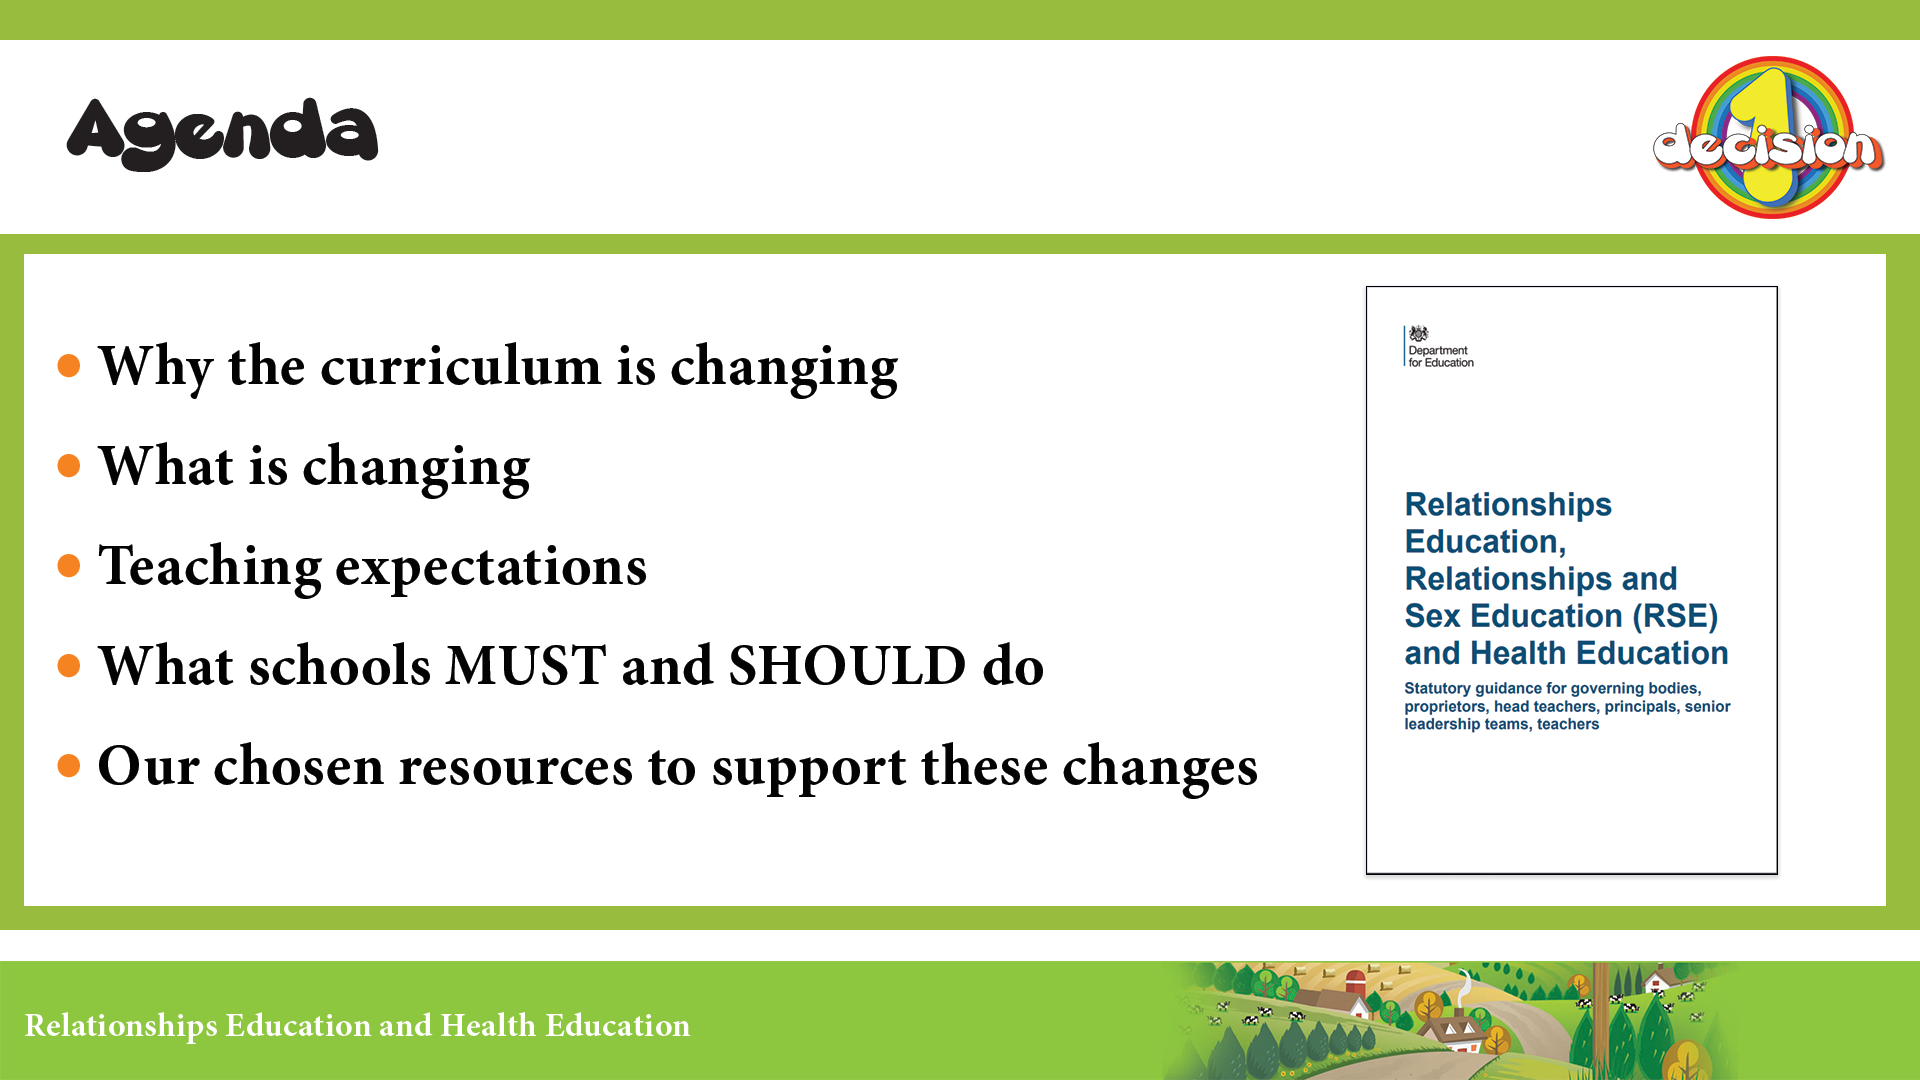 Agenda
1
decision
• Why the curriculum is changing
• What is changing
• Teaching expectations
• What schools MUST and SHOULD do
• Our chosen resources to support these changes
Department
for Education
Relationships
Education,
Relationships and
Sex Education (RSE)
and Health Education
Statutory guidance for governing bodies,
proprietors, head teachers, principals, senior
leadership teams, teachers
Relationships Education and Health Education